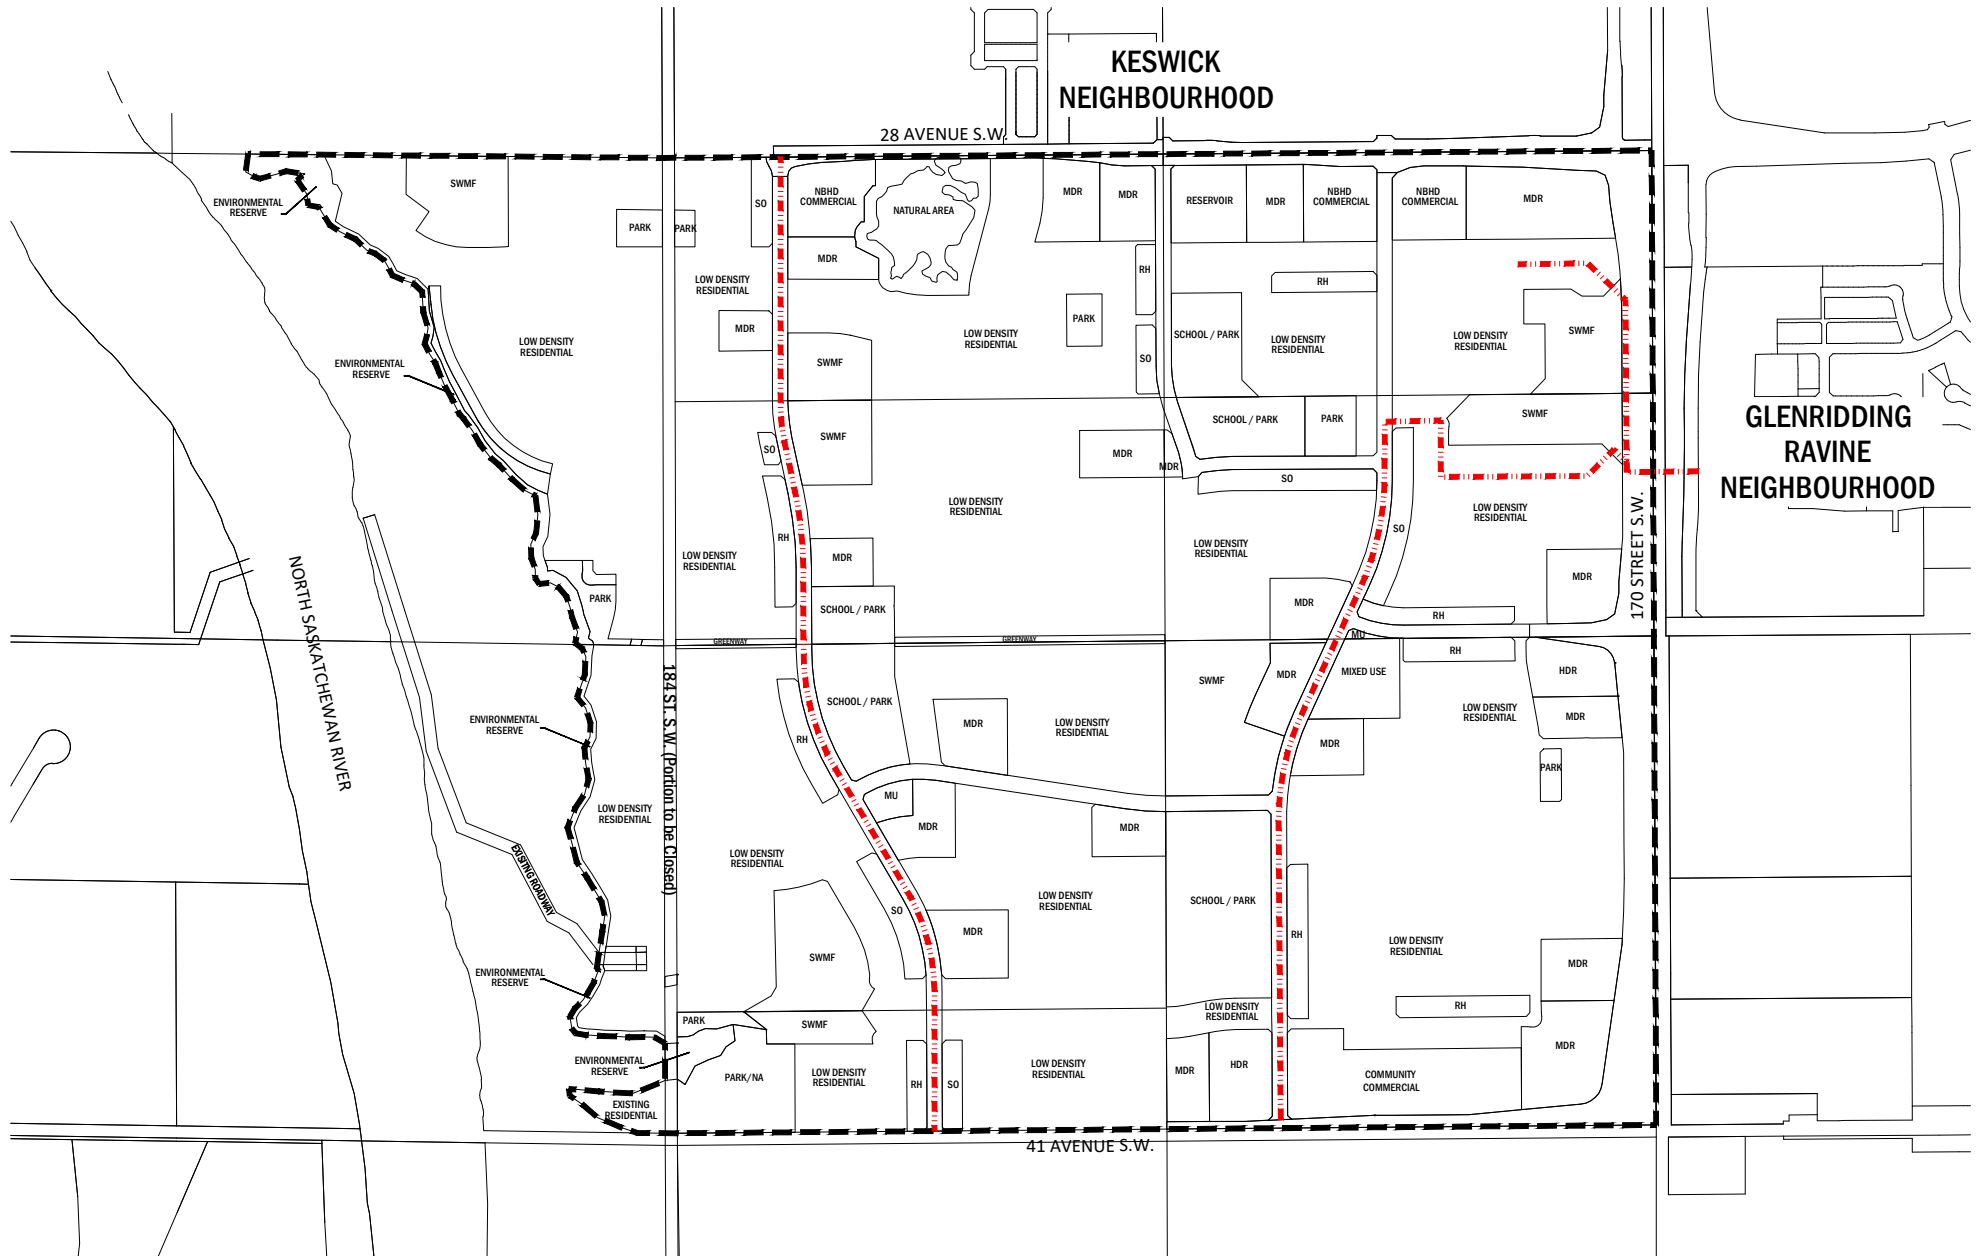 KESWICK
NEIGHBOURHOOD
28 AVENUE S.W.
ENVIRONMENTAL
RESERVE
SWMF
PARK
PARK
SO
NBHD
COMMERCIAL
NATURAL AREA
MDR
MDR
MDR
RESERVOIR
MDR
NBHD
COMMERCIAL
NBHD
COMMERCIAL
MDR
LOW DENSITY
RESIDENTIAL
RH
RH
MDR
PARK
LOW DENSITY
RESIDENTIAL
LOW DENSITY
RESIDENTIAL
SCHOOL / PARK
LOW DENSITY
RESIDENTIAL
LOW DENSITY
RESIDENTIAL
SWMF
SO
SWMF
ENVIRONMENTAL
RESERVE
GLENRIDDING
RAVINE
NEIGHBOURHOOD
SCHOOL / PARK
PARK
SWMF
SWMF
SO
MDR
MDR
SO
LOW DENSITY
RESIDENTIAL
LOW DENSITY
RESIDENTIAL
SO
RH
LOW DENSITY
RESIDENTIAL
MDR
LOW DENSITY
RESIDENTIAL
170 STREET S.W.
MDR
NORTH SASKATCHEWAN RIVER
PARK
SCHOOL / PARK
MDR
RH
GREENWAY
GREENWAY
MU
RH
184 ST. S.W. (Portion to be Closed)
SWMF
MDR
MIXED USE
HDR
SCHOOL / PARK
ENVIRONMENTAL
RESERVE
RH
MDR
LOW DENSITY
RESIDENTIAL
LOW DENSITY
RESIDENTIAL
MDR
MDR
PARK
LOW DENSITY
RESIDENTIAL
MU
MDR
MDR
LOW DENSITY
RESIDENTIAL
EXISITNG ROADWAY
SO
LOW DENSITY
RESIDENTIAL
SCHOOL / PARK
MDR
RH
LOW DENSITY
RESIDENTIAL
SWMF
MDR
ENVIRONMENTAL
RESERVE
RH
LOW DENSITY
RESIDENTIAL
PARK
SWMF
MDR
ENVIRONMENTAL
RESERVE
PARK/NA
LOW DENSITY
RESIDENTIAL
RH
SO
LOW DENSITY
RESIDENTIAL
MDR
HDR
COMMUNITY
COMMERCIAL
EXISTING
RESIDENTIAL
41 AVENUE S.W.